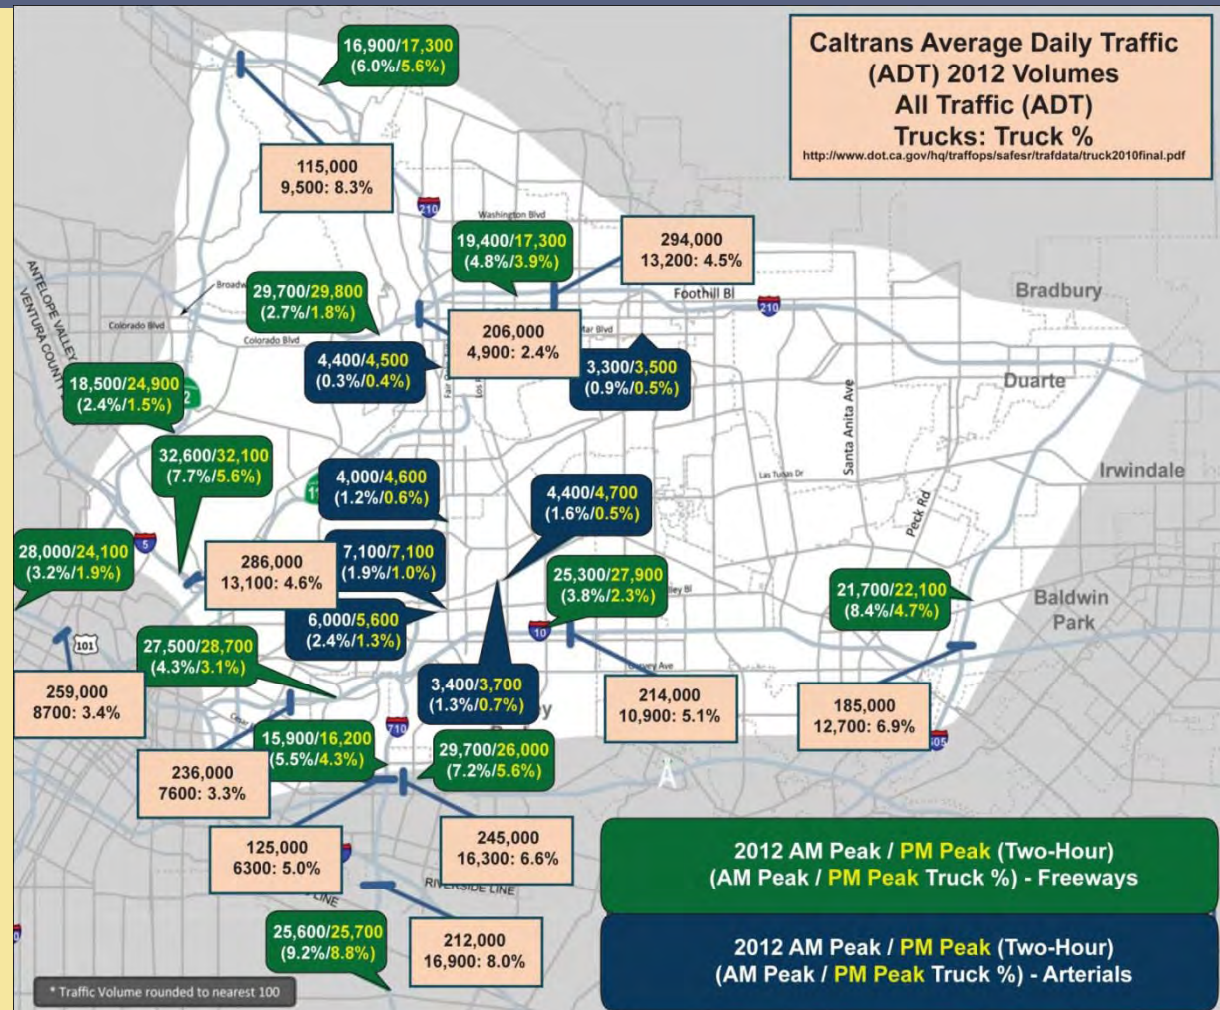 16,900/17,300
(6.0%/5.6%)
Caltrans Average Daily Traffic
(ADT) 2012 Volumes
All Traffic (ADT)
Trucks: Truck %
http://www.dot.ca.gov/hq/traffops/safesr/trafdata/truck2010final.pdf
115,000
9,500: 8.3%
210
Washington Blvd
19,400/17,300
(4.8%/3.9%)
294,000
13,200: 4.5%
ANTELOPE VALLEY
VENTURA COUNTY
29,700/29,800
(2.7%/1.8%)
Foothill Bl
210
Bradbury
Colorado Blvd
Colorado Blvd
206,000
4,900: 2.4%
4,400/4,500
(0.3%/0.4%)
3,300/3,500
(0.9%/0.5%)
Duarte
18,500/24,900
(2.4%/1.5%)
2
Santa Anita Ave
32,600/32,100
(7.7%/5.6%)
4,000/4,600
(1.2%/0.6%)
Las Tunas Dr
Irwindale
4,400/4,700
(1.6%/0.5%)
Peck Rd
28,000/24,100
(3.2%/1.9%)
5
7,100/7,100
(1.9%/1.0%)
286,000
13,100: 4.6%
25,300/27,900
(3.8%/2.3%)
21,700/22,100
(8.4%/4.7%)
Baldwin
Park
6,000/5,600
(2.4%/1.3%)
10
101
27,500/28,700
(4.3%/3.1%)
259,000
8700: 3.4%
3,400/3,700
(1.3%/0.7%)
214,000
10,900: 5.1%
185,000
12,700: 6.9%
710
15,900/16,200
(5.5%/4.3%)
29,700/26,000
(7.2%/5.6%)
236,000
7600: 3.3%
125,000
6300: 5.0%
245,000
16,300: 6.6%
RIVERSIDE LINE
LINE
2012 AM Peak / PM Peak (Two-Hour)
(AM Peak / PM Peak Truck %) - Freeways
25,600/25,700
(9.2%/8.8%)
212,000
16,900: 8.0%
2012 AM Peak / PM Peak (Two-Hour)
(AM Peak / PM Peak Truck %) - Arterials
* Traffic Volume rounded to nearest 100